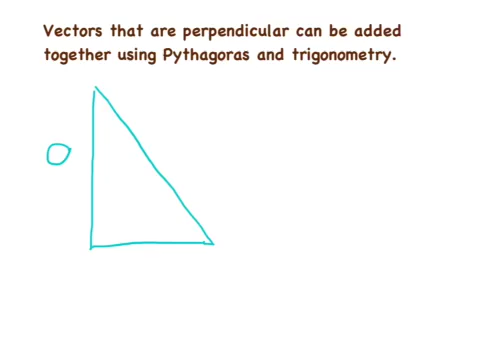 Vectors that are perpendicular can be added
together using Pythagoras and trigonometry.
O